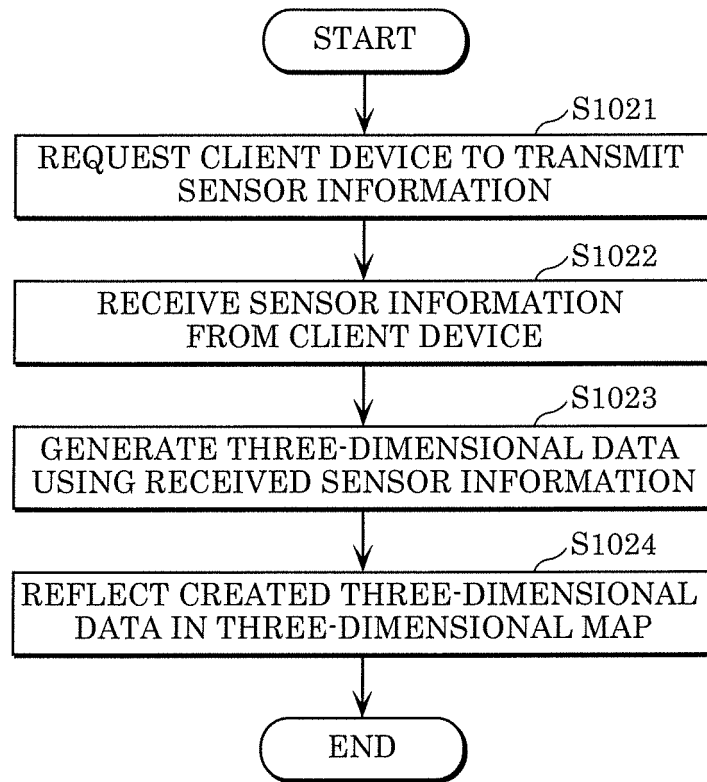 START
S1021
REQUEST CLIENT DEVICE TO TRANSMIT
SENSOR INFORMATION
S1022
RECEIVE SENSOR INFORMATION
FROM CLIENT DEVICE
S1023
GENERATE THREE-DIMENSIONAL DATA
USING RECEIVED SENSOR INFORMATION
S1024
REFLECT CREATED THREE-DIMENSIONAL
DATA IN THREE-DIMENSIONAL MAP
END